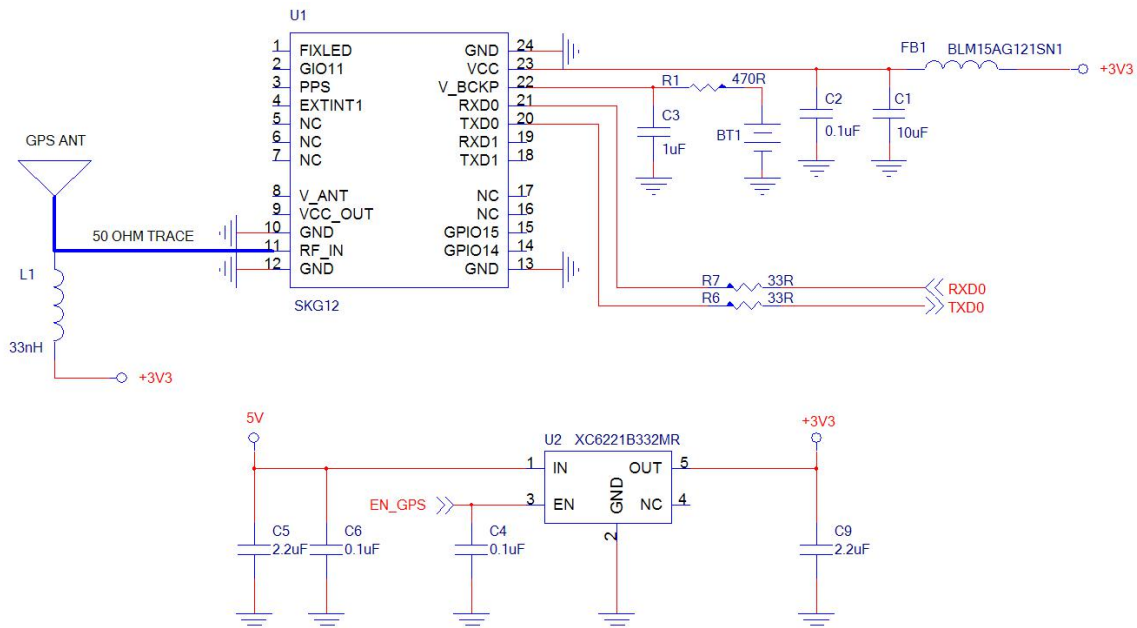 U1
1 FIXLED
2 GIO11
3 PPS
4 EXTINT1
5 NC
6 NC
7 NC
8 V_ANT
9 VCC_OUT
10 GND
11 RF_IN
12 GND
GND 24
VCC 23
V_BCKP 22
RXD0 21
TXD0 20
RXD1 19
TXD1 18
NC 17
NC 16
GPIO15 15
GPIO14 14
GND 13
SKG12
GPS ANT
50 OHM TRACE
L1
33nH
+3V3
R1 470R
C3
1uF
BT1
C2
0.1uF
C1
10uF
FB1 BLM15AG121SN1
+3V3
R7 33R RXD0
R6 33R TXD0
5V
C5
2.2uF
C6
0.1uF
EN_GPS
C4
0.1uF
U2 XC6221B332MR
1 IN
3 EN
GND
2
OUT 5
NC 4
+3V3
C9
2.2uF